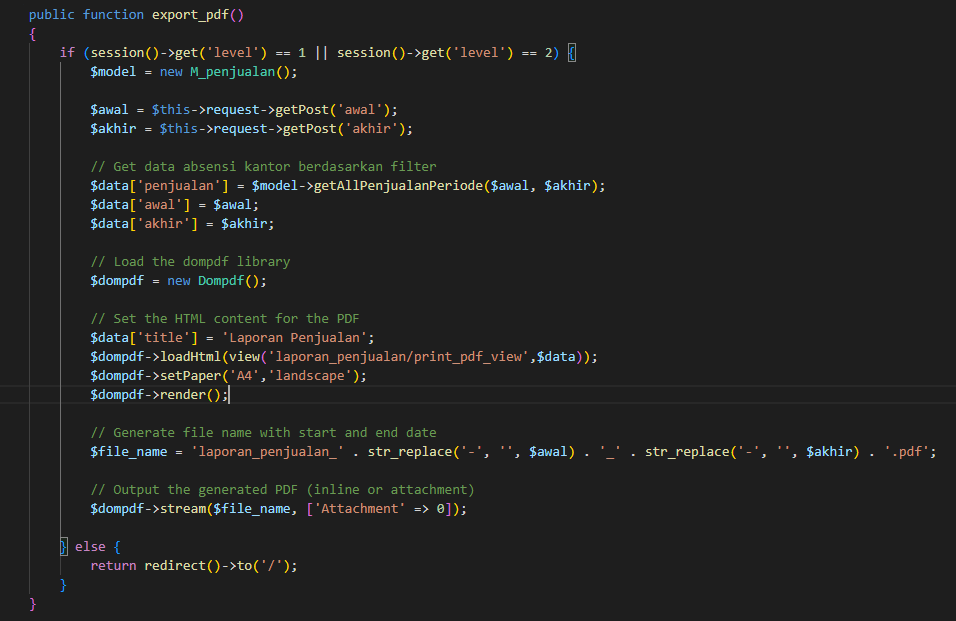 public function export_pdf()
{
    if (session()->get('level') == 1 || session()->get('level') == 2) {
        $model = new M_penjualan();

        $awal = $this->request->getPost('awal');
        $akhir = $this->request->getPost('akhir');

        // Get data absensi kantor berdasarkan filter
        $data['penjualan'] = $model->getAllPenjualanPeriode($awal, $akhir);
        $data['awal'] = $awal;
        $data['akhir'] = $akhir;

        // Load the dompdf library
        $dompdf = new Dompdf();

        // Set the HTML content for the PDF
        $data['title'] = 'Laporan Penjualan';
        $dompdf->loadHtml(view('laporan_penjualan/print_pdf_view',$data));
        $dompdf->setPaper('A4','landscape');
        $dompdf->render();

        // Generate file name with start and end date
        $file_name = 'laporan_penjualan_' . str_replace('-', '', $awal) . '_' . str_replace('-', '', $akhir) . '.pdf';

        // Output the generated PDF (inline or attachment)
        $dompdf->stream($file_name, ['Attachment' => 0]);

    } else {
        return redirect()->to('/');
    }
}